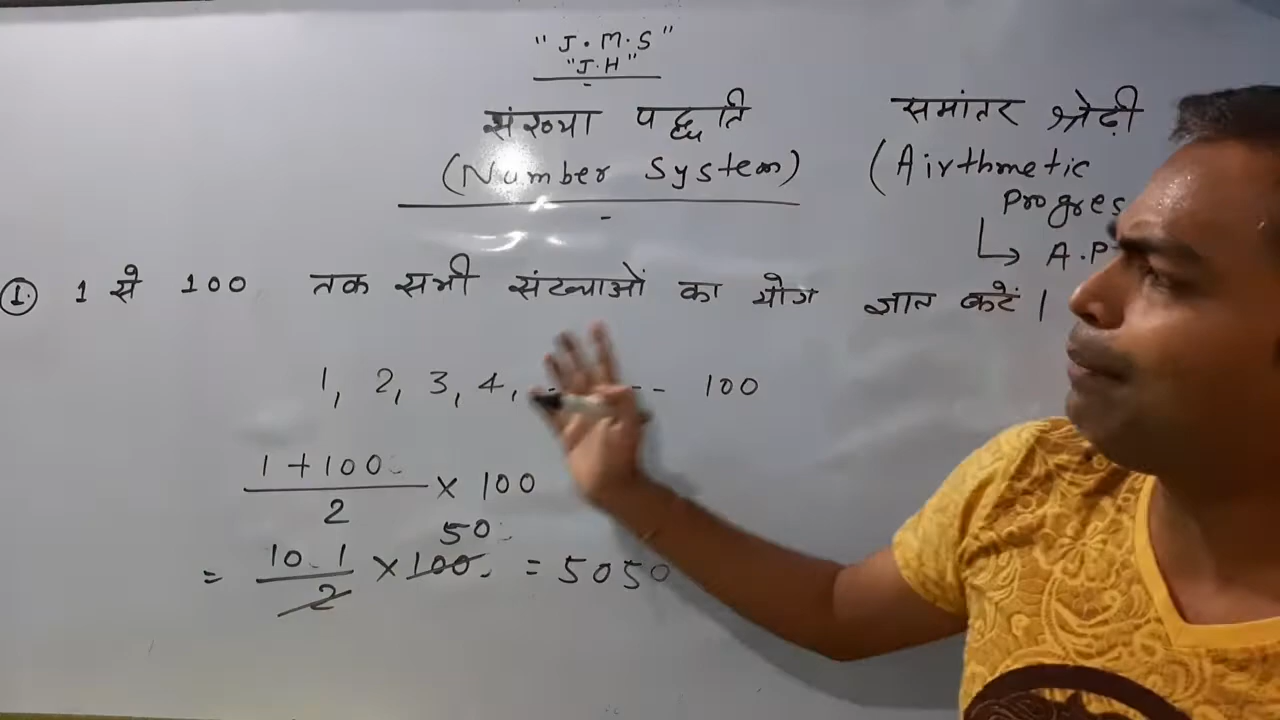 "J.M.S"
"J.H"
संख्या पद्धति
(Number System)
समांतर श्रेढ़ी
(Airthmetic
Progres
↳ A.P
①. 1 से 100 तक सभी संख्याओं का योग ज्ञात करें।
1, 2, 3, 4, - - - - 100
1+100/2 × 100
50
= 101/2 × 100 = 5050